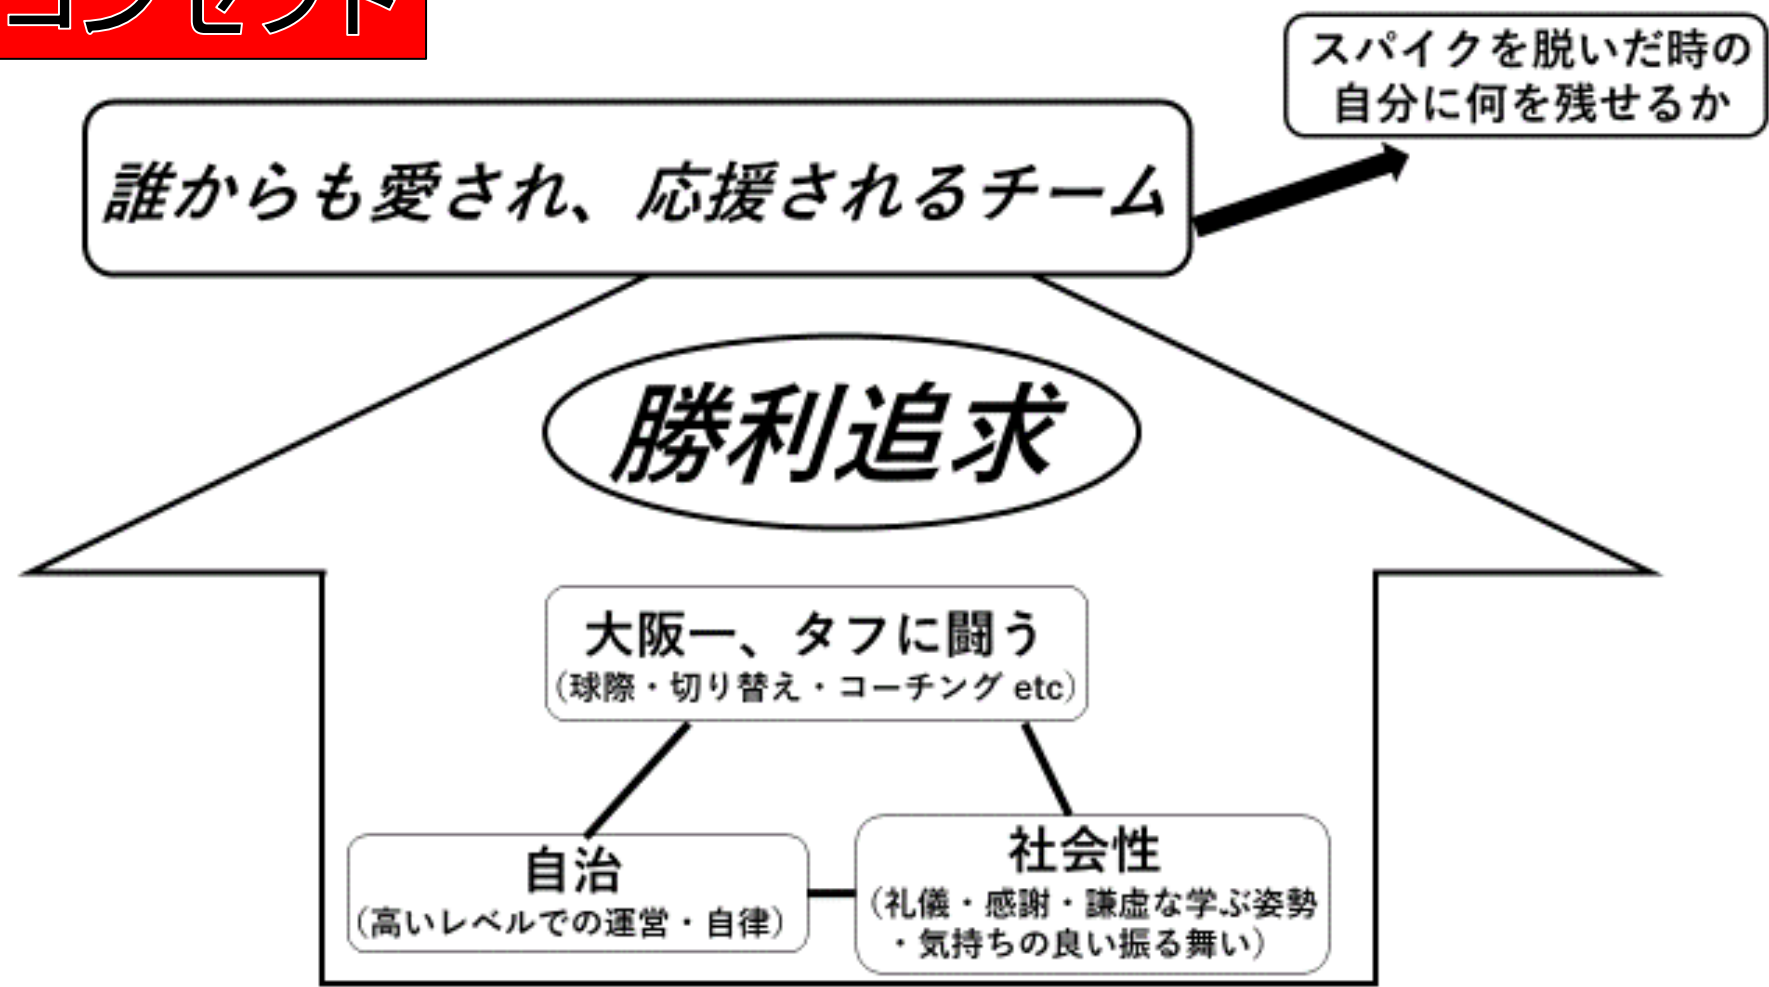 コンセプト
スパイクを脱いだ時の
自分に何を残せるか
誰からも愛され、応援されるチーム
勝利追求
大阪一、タフに闘う
（球際・切り替え・コーチング etc）
自治
（高いレベルでの運営・自律）
社会性
（礼儀・感謝・謙虚な学ぶ姿勢
・気持ちの良い振る舞い）